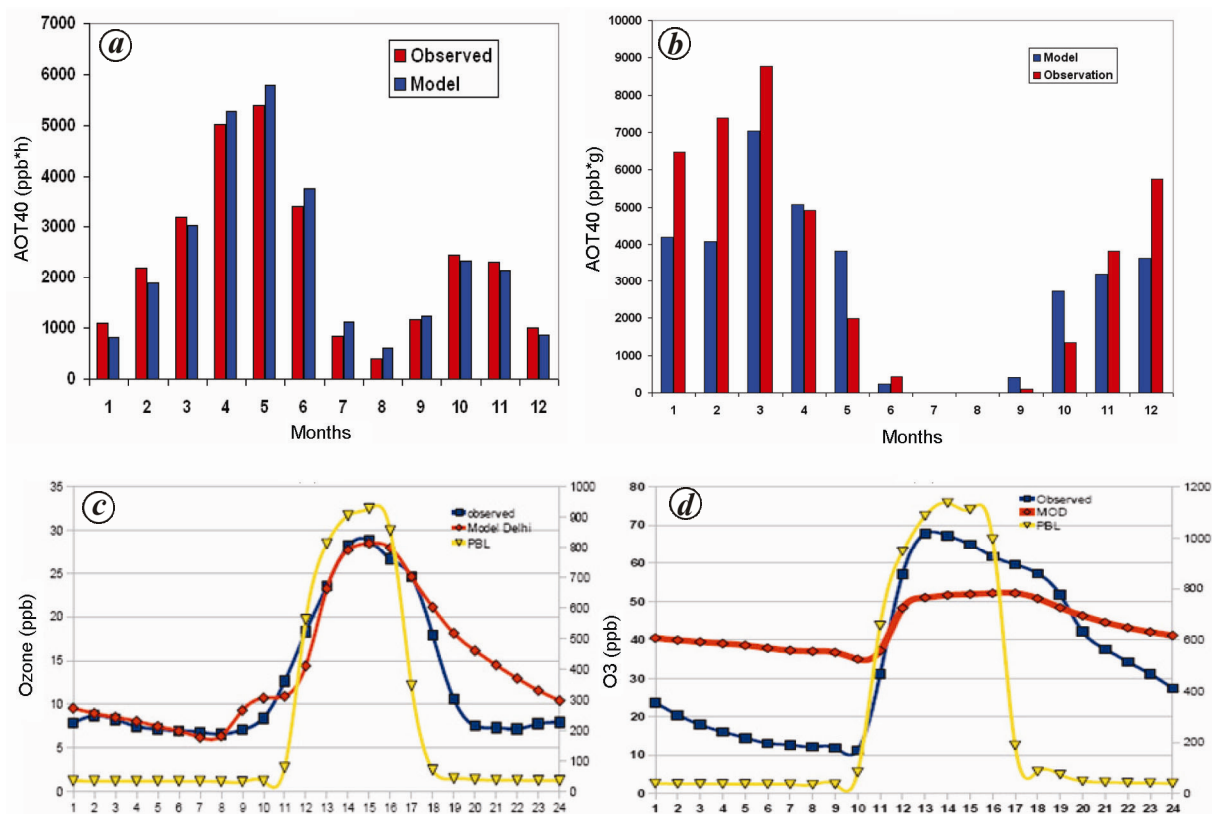 a
Observed
Model
AOT40 (ppb*h)
7000
6000
5000
4000
3000
2000
1000
0
1 2 3 4 5 6 7 8 9 10 11 12
Months
b
Model
Observation
AOT40 (ppb*g)
10000
9000
8000
7000
6000
5000
4000
3000
2000
1000
0
1 2 3 4 5 6 7 8 9 10 11 12
Months
c
observed
Model Delhi
PBL
Ozone (ppb)
35
30
25
20
15
10
5
0
1000
900
800
700
600
500
400
300
200
100
0
1 2 3 4 5 6 7 8 9 10 11 12 13 14 15 16 17 18 19 20 21 22 23 24
d
Observed
MOD
PBL
O3 (ppb)
80
70
60
50
40
30
20
10
0
1200
1000
800
600
400
200
0
1 2 3 4 5 6 7 8 9 10 11 12 13 14 15 16 17 18 19 20 21 22 23 24